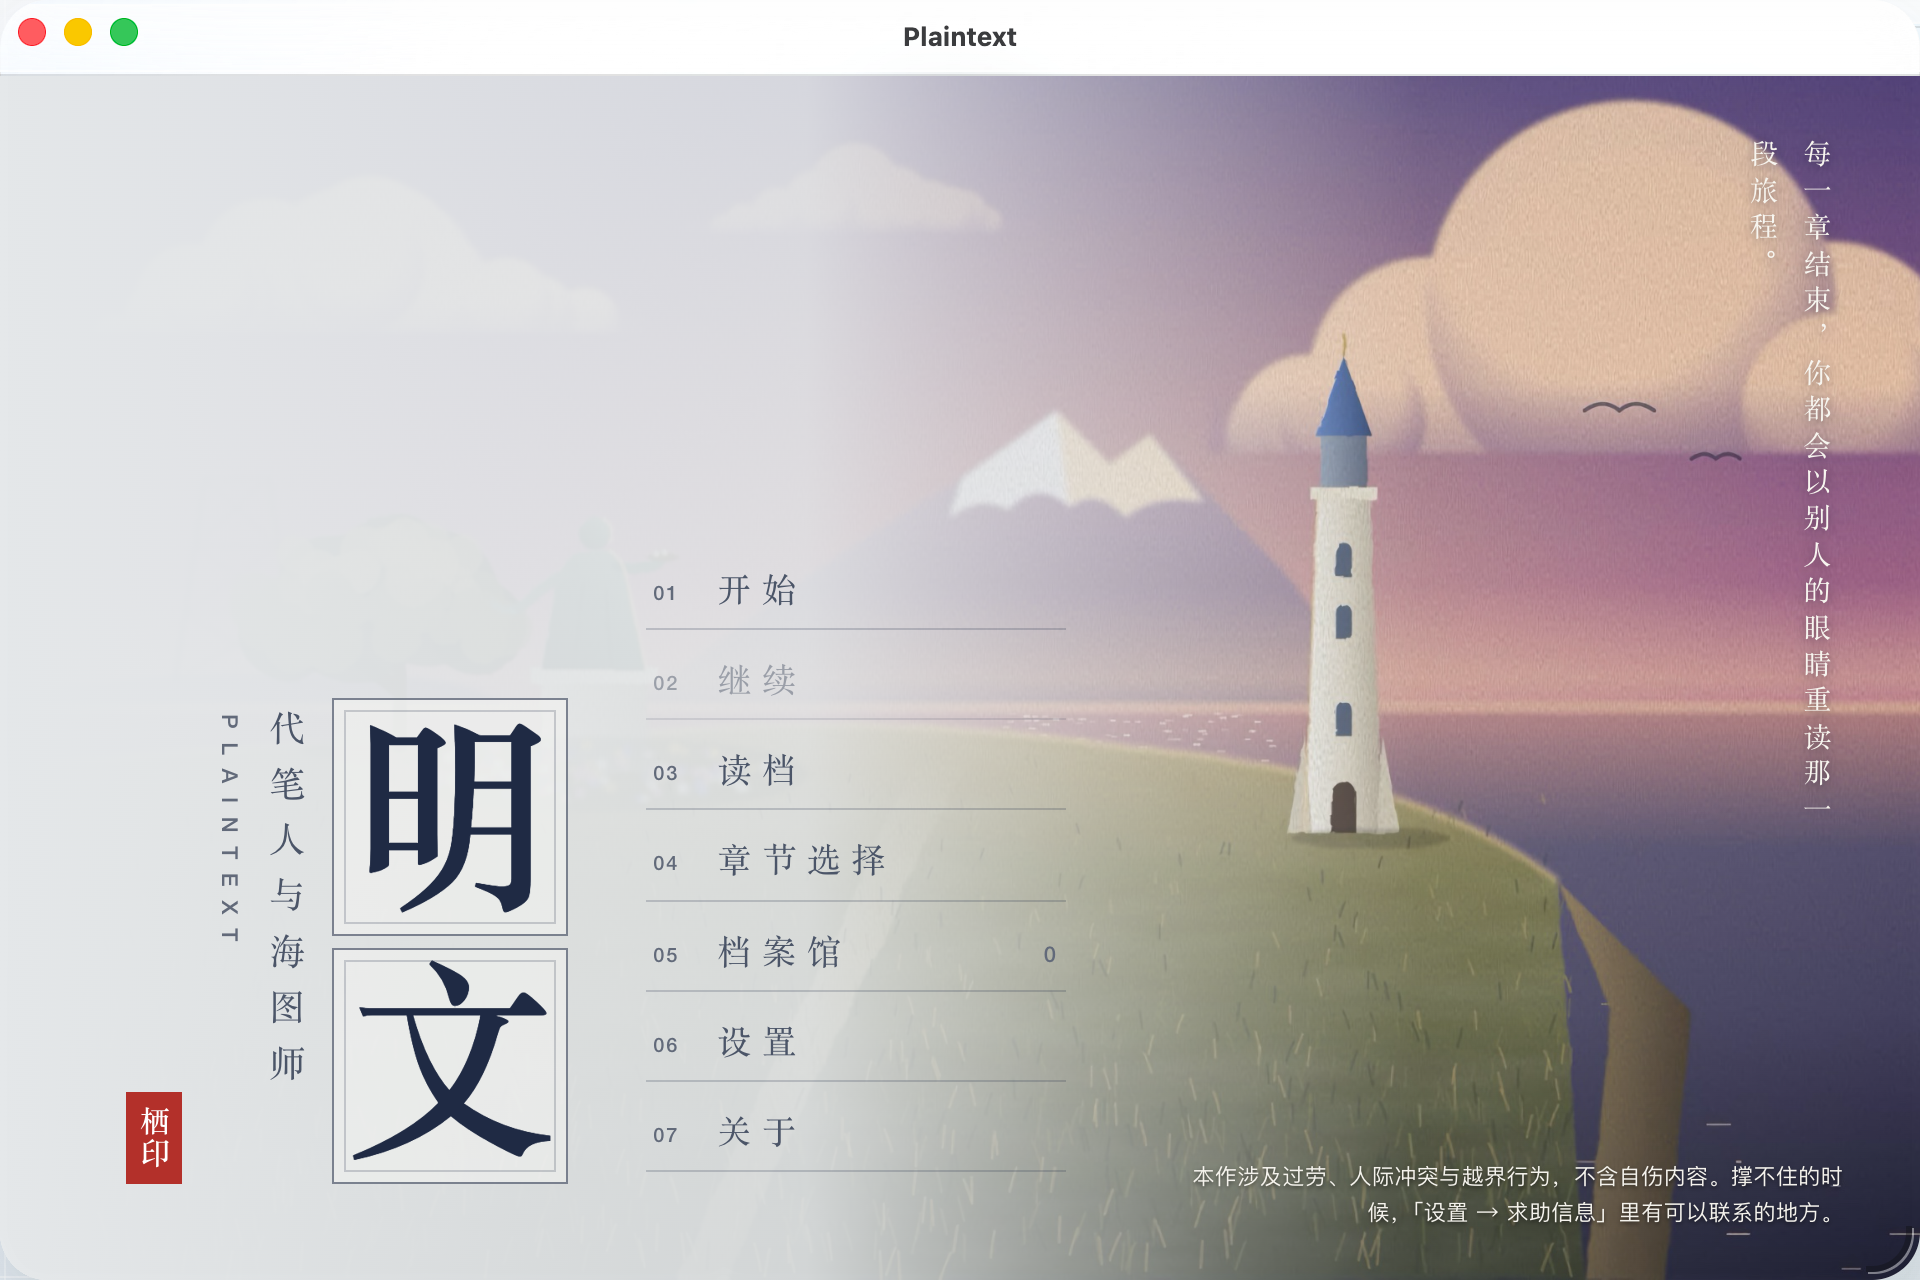 Plaintext
每一章结束，你都会以别人的眼睛重读那一
段旅程。
明文
代笔人与海图师
PLAINTEXT
栖印
01 开始
02 继续
03 读档
04 章节选择
05 档案馆 0
06 设置
07 关于
本作涉及过劳、人际冲突与越界行为，不含自伤内容。撑不住的时
候，「设置 → 求助信息」里有可以联系的地方。